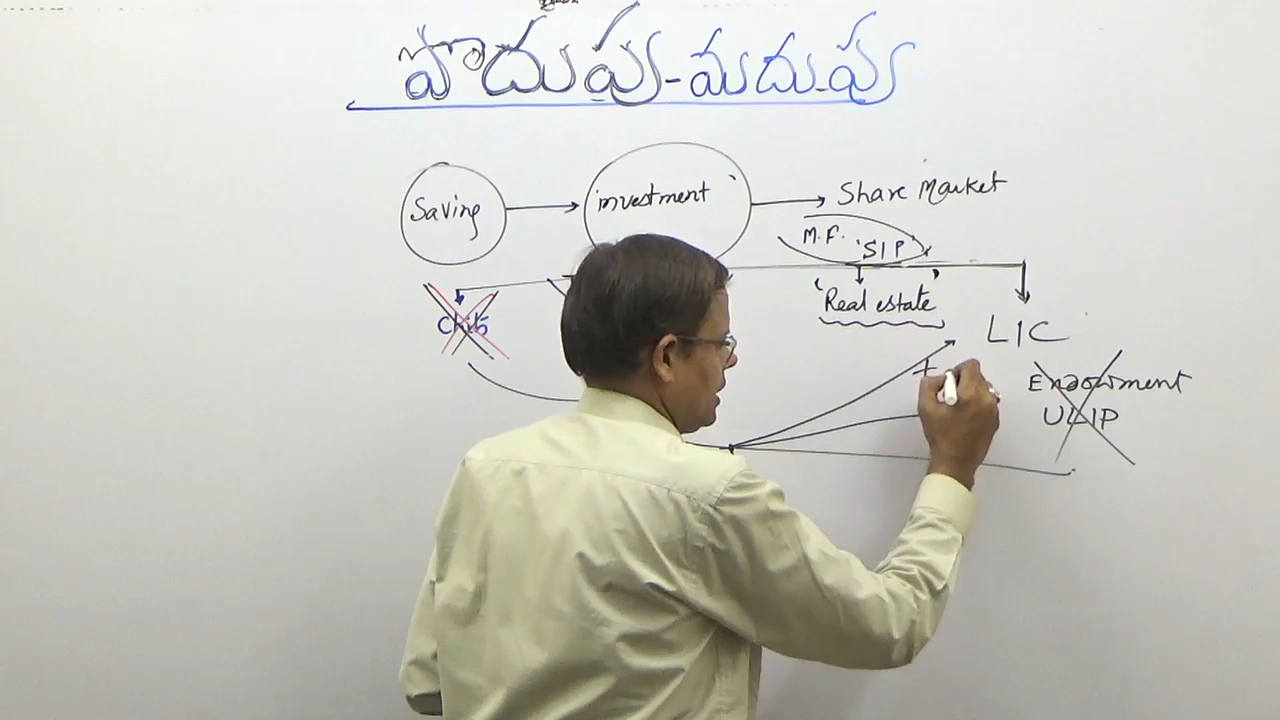 పొదుపు-మదుపు
Saving
investment
Share Market
M.F. 'SIP'
"Real estate"
Chits
LIC
Endowment
ULIP